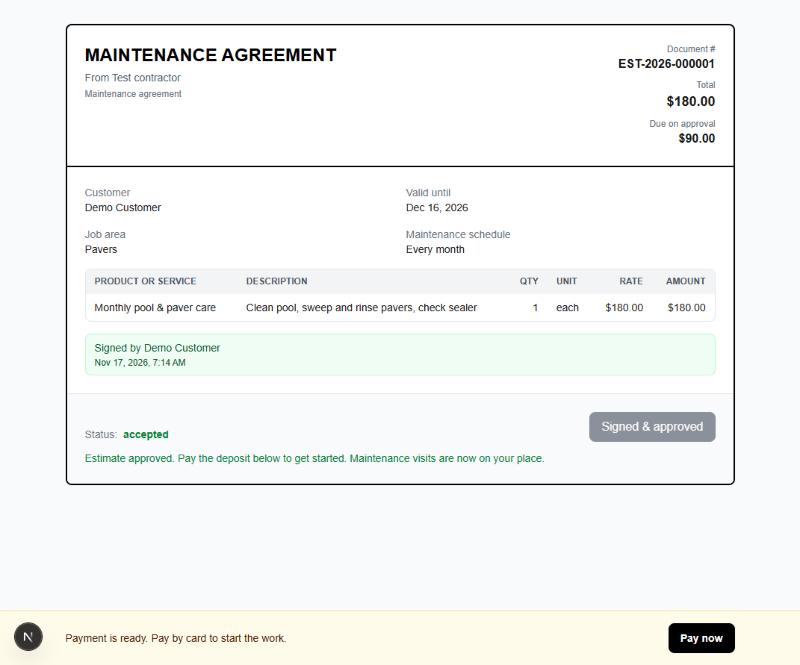 MAINTENANCE AGREEMENT
From Test contractor
Maintenance agreement
Document #
EST-2026-000001
Total
$180.00
Due on approval
$90.00
Customer
Demo Customer
Valid until
Dec 16, 2026
Job area
Pavers
Maintenance schedule
Every month
PRODUCT OR SERVICE DESCRIPTION QTY UNIT RATE AMOUNT
Monthly pool & paver care Clean pool, sweep and rinse pavers, check sealer 1 each $180.00 $180.00
Signed by Demo Customer
Nov 17, 2026, 7:14 AM
Status: accepted
Signed & approved
Estimate approved. Pay the deposit below to get started. Maintenance visits are now on your place.
N
Payment is ready. Pay by card to start the work.
Pay now